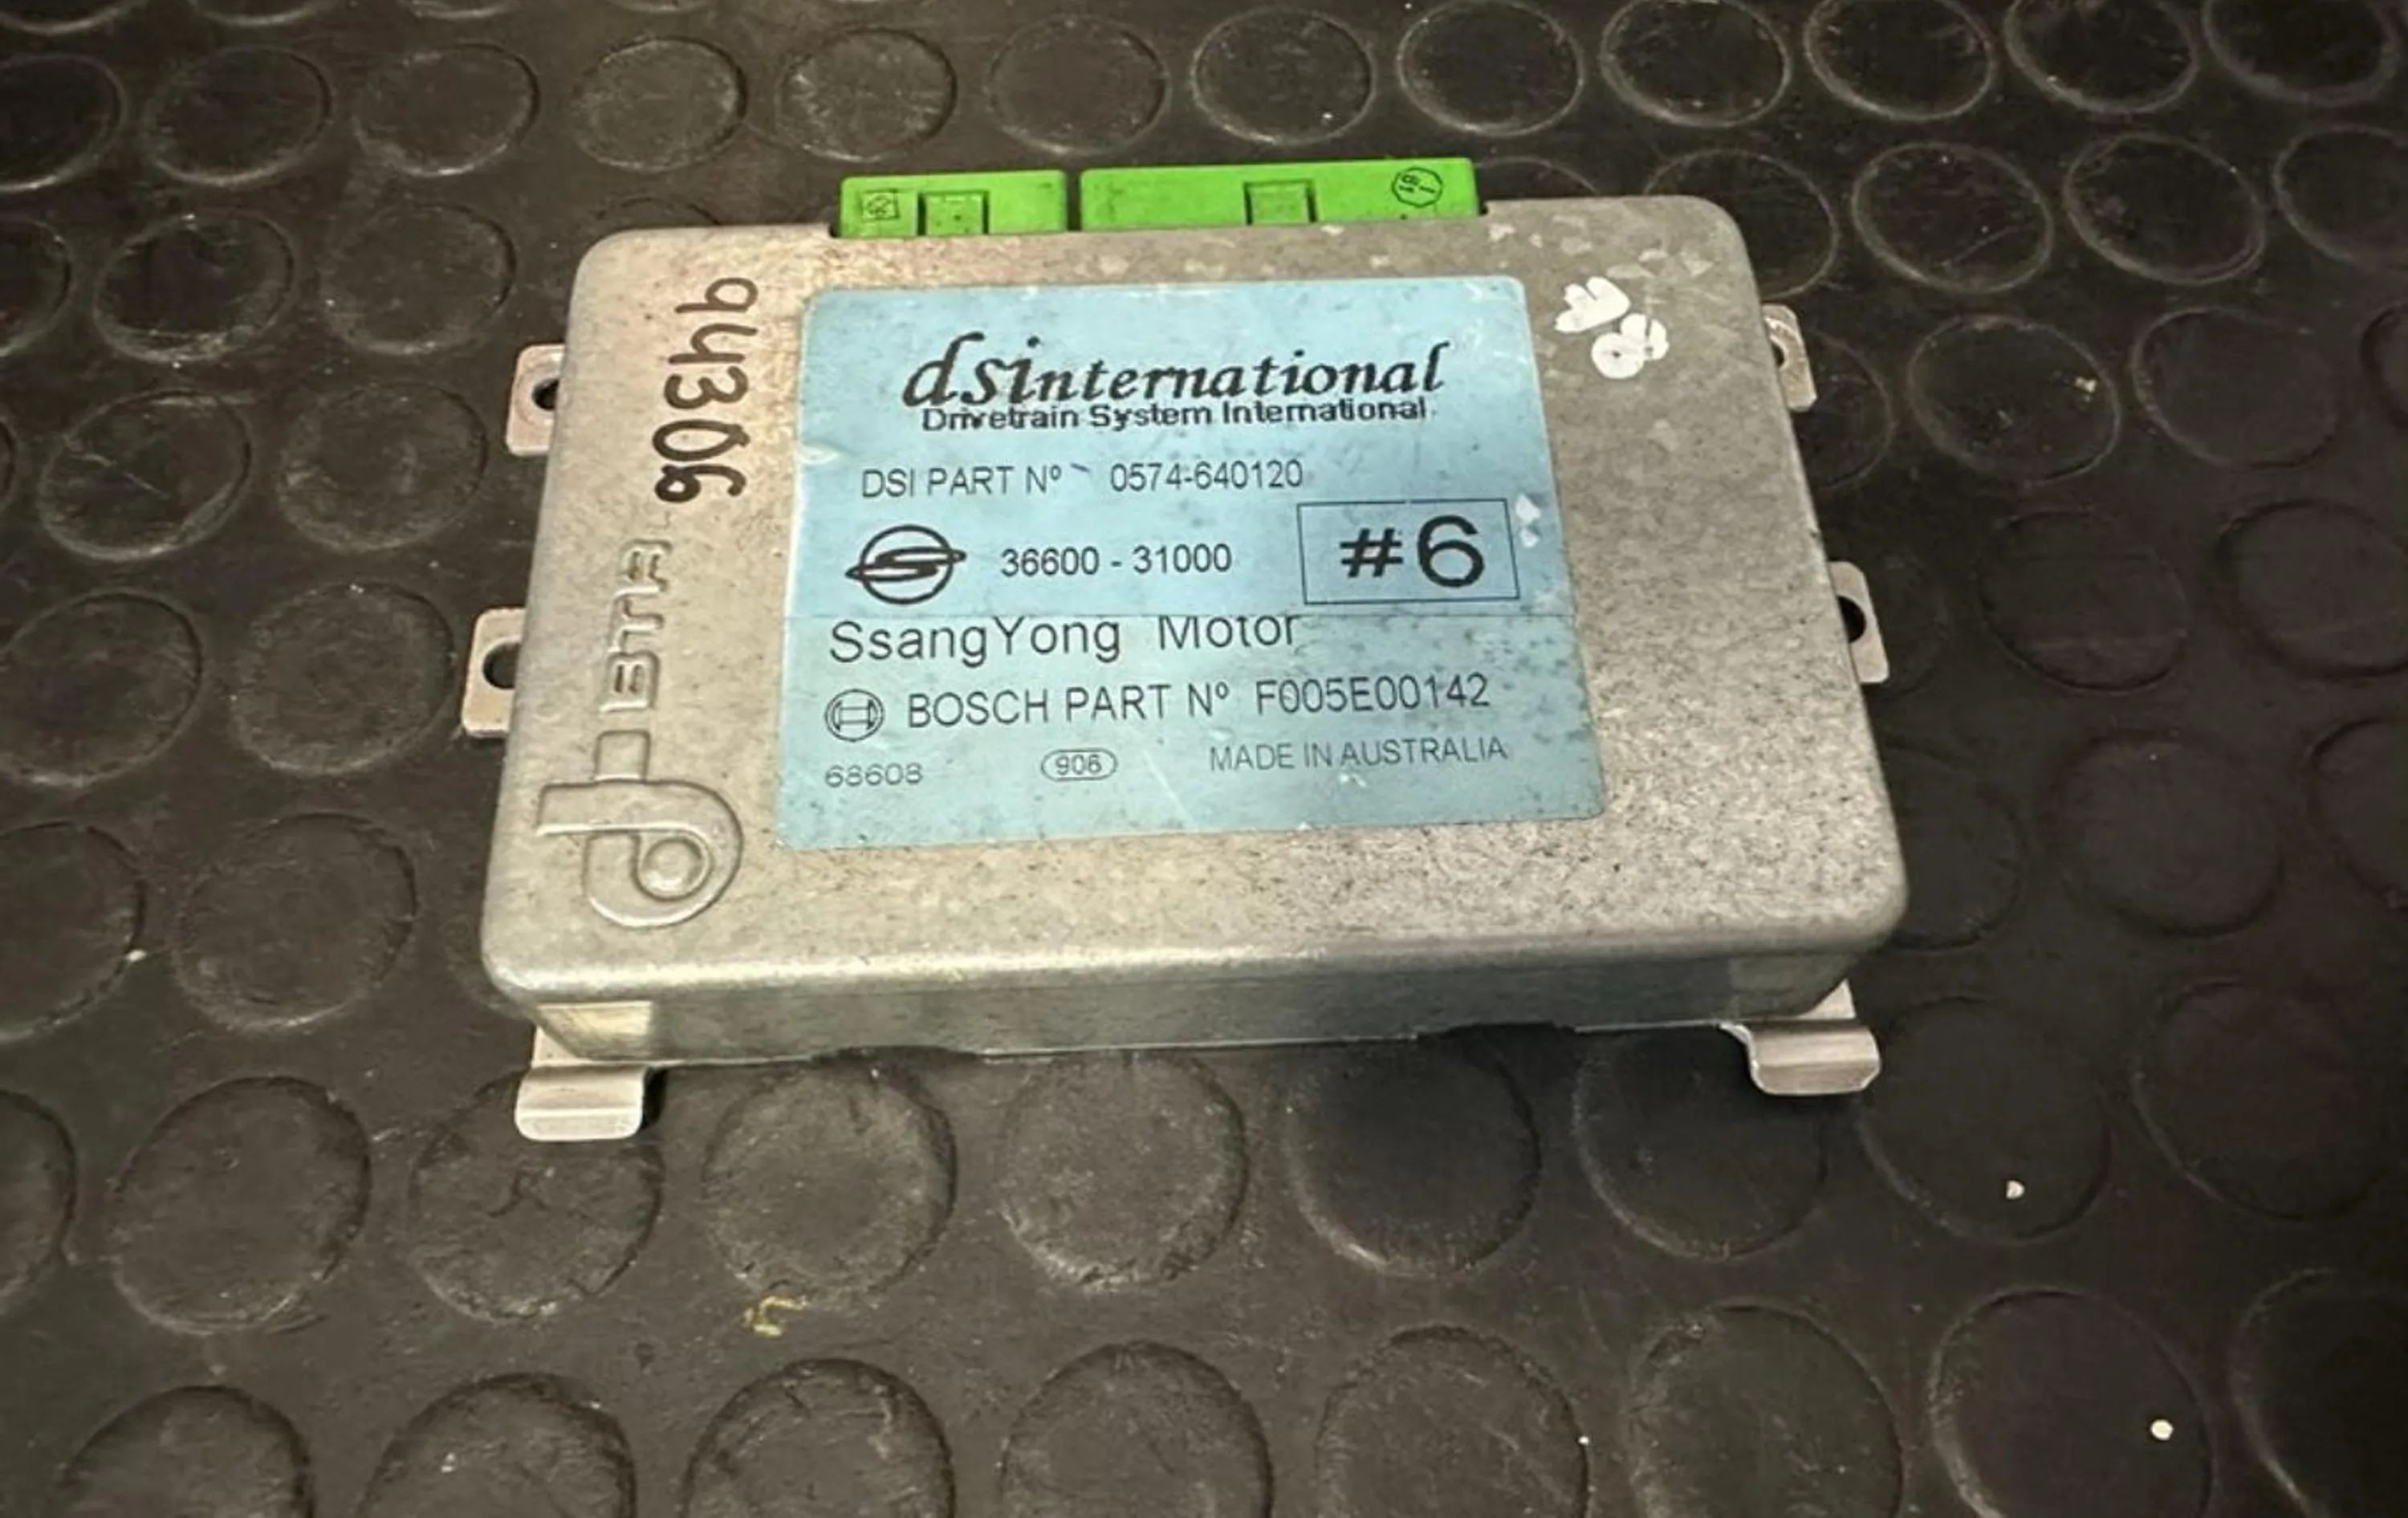 dsinternational
Drivetrain System International
DSI PART Nº 0574-640120
36600 - 31000
#6
SsangYong Motor
BOSCH PART Nº F005E00142
68608
906
MADE IN AUSTRALIA
BTR